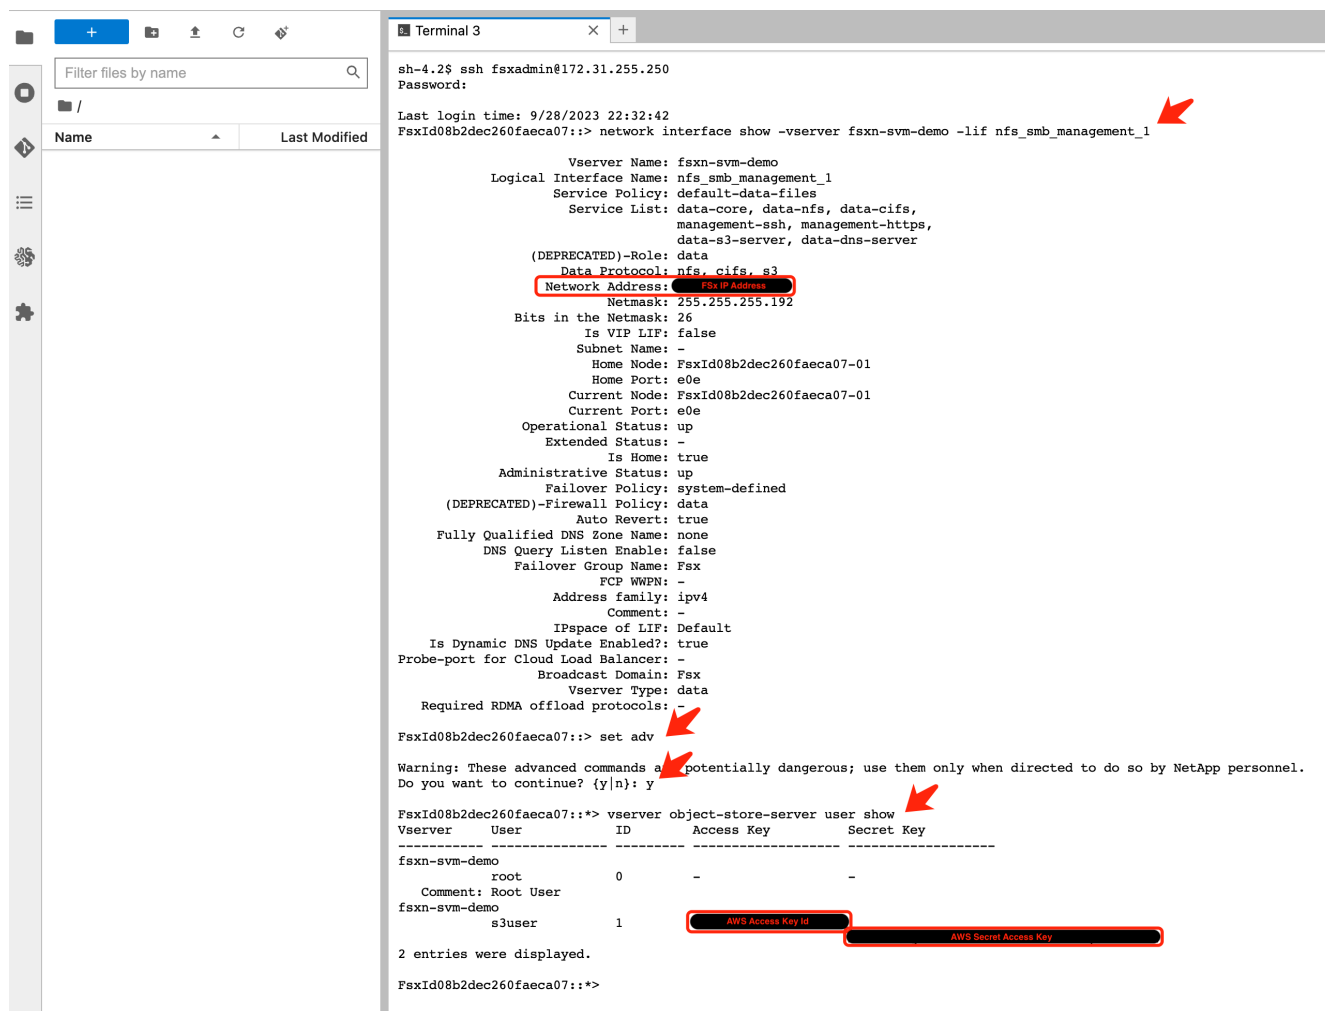 +
Terminal 3
+
Filter files by name
/
Name Last Modified
sh-4.2$ ssh fsxadmin@172.31.255.250
Password:
Last login time: 9/28/2023 22:32:42
FsxId08b2dec260faeca07::> network interface show -vserver fsxn-svm-demo -lif nfs_smb_management_1
Vserver Name: fsxn-svm-demo
Logical Interface Name: nfs_smb_management_1
Service Policy: default-data-files
Service List: data-core, data-nfs, data-cifs,
management-ssh, management-https,
data-s3-server, data-dns-server
(DEPRECATED)-Role: data
Data Protocol: nfs, cifs, s3
Network Address: FSx IP Address
Netmask: 255.255.255.192
Bits in the Netmask: 26
Is VIP LIF: false
Subnet Name: -
Home Node: FsxId08b2dec260faeca07-01
Home Port: e0e
Current Node: FsxId08b2dec260faeca07-01
Current Port: e0e
Operational Status: up
Extended Status: -
Is Home: true
Administrative Status: up
Failover Policy: system-defined
(DEPRECATED)-Firewall Policy: data
Auto Revert: true
Fully Qualified DNS Zone Name: none
DNS Query Listen Enable: false
Failover Group Name: Fsx
FCP WWPN: -
Address family: ipv4
Comment: -
IPspace of LIF: Default
Is Dynamic DNS Update Enabled?: true
Probe-port for Cloud Load Balancer: -
Broadcast Domain: Fsx
Vserver Type: data
Required RDMA offload protocols: -
FsxId08b2dec260faeca07::> set adv
Warning: These advanced commands a potentially dangerous; use them only when directed to do so by NetApp personnel.
Do you want to continue? {y|n}: y
FsxId08b2dec260faeca07::*> vserver object-store-server user show
Vserver User ID Access Key Secret Key
----------- --------------- --------- ------------------- -------------------
fsxn-svm-demo
root 0 - -
Comment: Root User
fsxn-svm-demo
s3user 1 AWS Access Key Id
AWS Secret Access Key
2 entries were displayed.
FsxId08b2dec260faeca07::*>